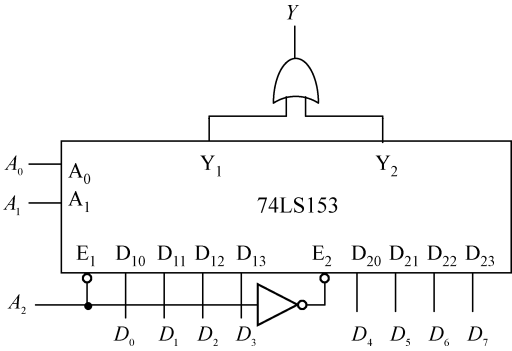 Y
A₀ A₀ Y₁ Y₂
A₁ A₁ 74LS153
E₁ D₁₀ D₁₁ D₁₂ D₁₃ E₂ D₂₀ D₂₁ D₂₂ D₂₃
A₂
D₀ D₁ D₂ D₃ D₄ D₅ D₆ D₇